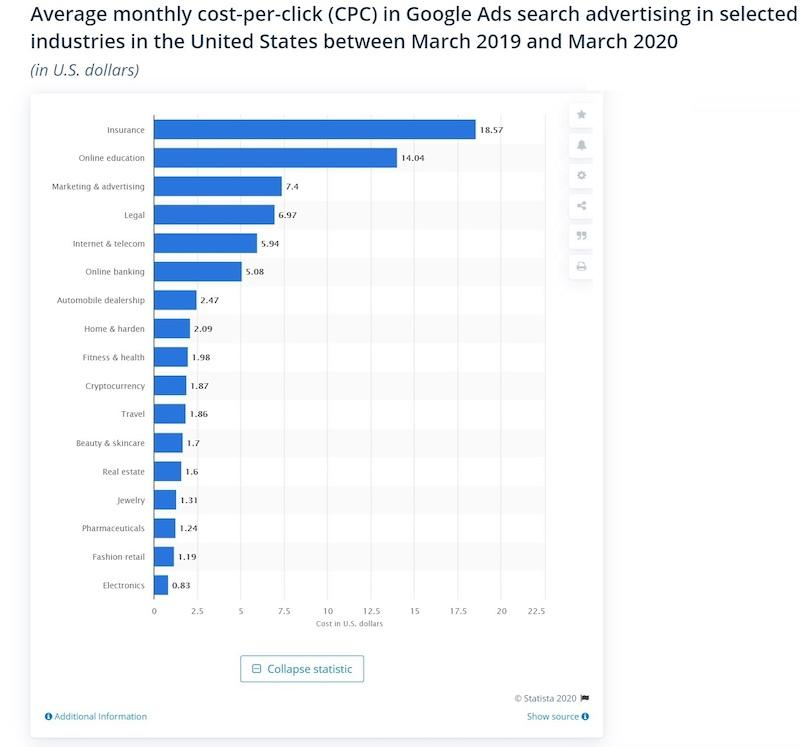 Average monthly cost-per-click (CPC) in Google Ads search advertising in selected
industries in the United States between March 2019 and March 2020
(in U.S. dollars)
Insurance 18.57
Online education 14.04
Marketing & advertising 7.4
Legal 6.97
Internet & telecom 5.94
Online banking 5.08
Automobile dealership 2.47
Home & harden 2.09
Fitness & health 1.98
Cryptocurrency 1.87
Travel 1.86
Beauty & skincare 1.7
Real estate 1.6
Jewelry 1.31
Pharmaceuticals 1.24
Fashion retail 1.19
Electronics 0.83
0 2.5 5 7.5 10 12.5 15 17.5 20 22.5
Cost in U.S. dollars
Collapse statistic
© Statista 2020
Additional Information Show source